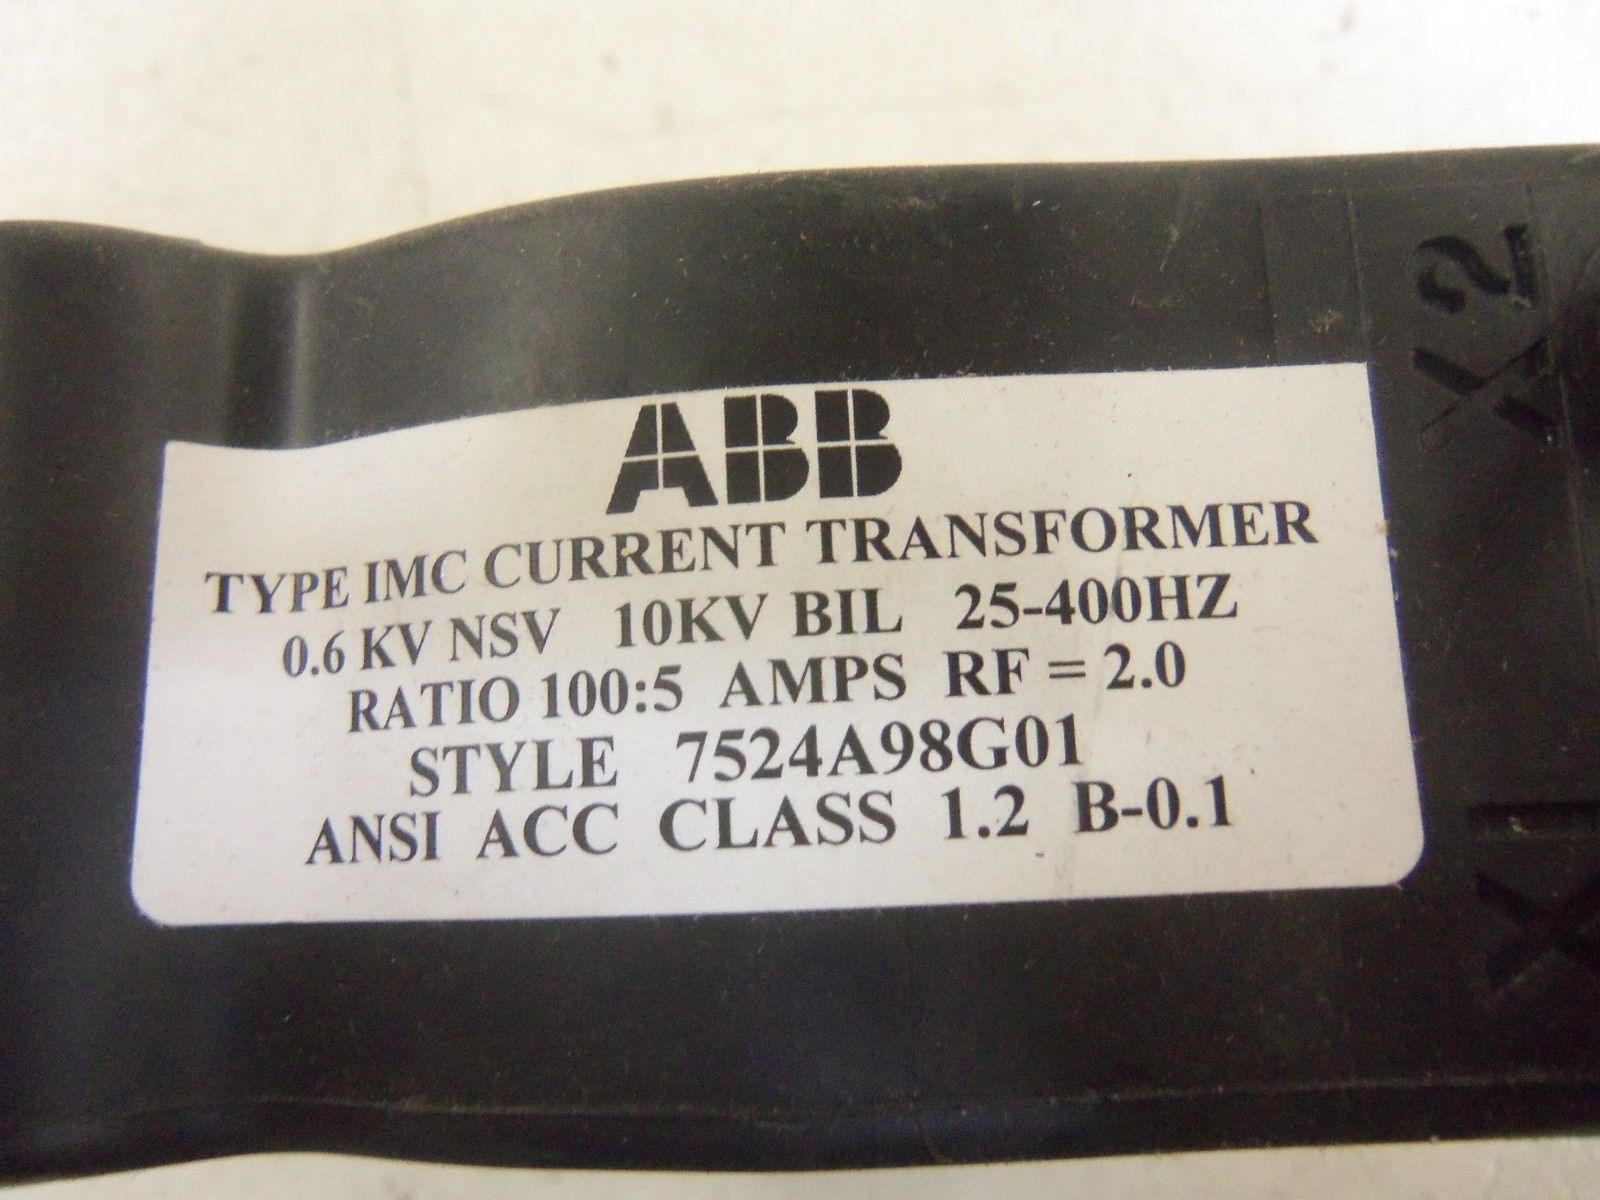 ABB
TYPE IMC CURRENT TRANSFORMER
0.6 KV NSV 10KV BIL 25-400HZ
RATIO 100:5 AMPS RF = 2.0
STYLE 7524A98G01
ANSI ACC CLASS 1.2 B-0.1
X2
X1